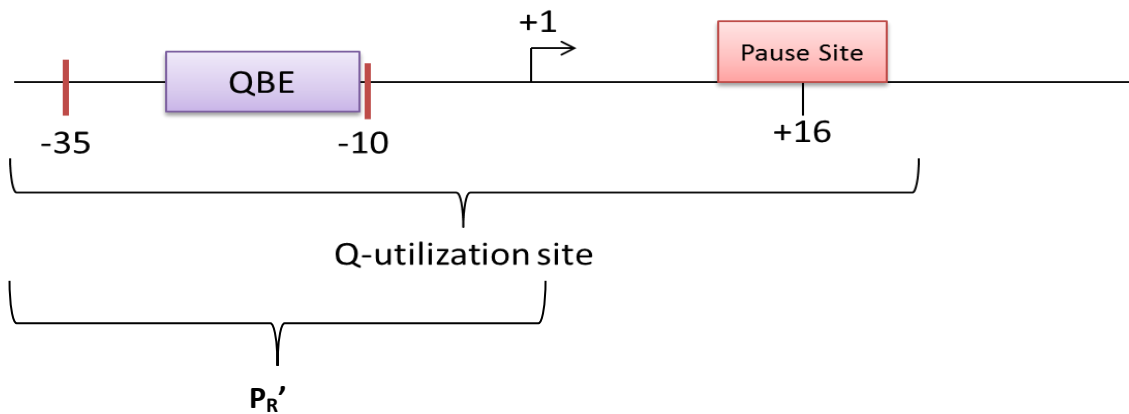 +1
QBE
Pause Site
-35
-10
+16
Q-utilization site
PR’